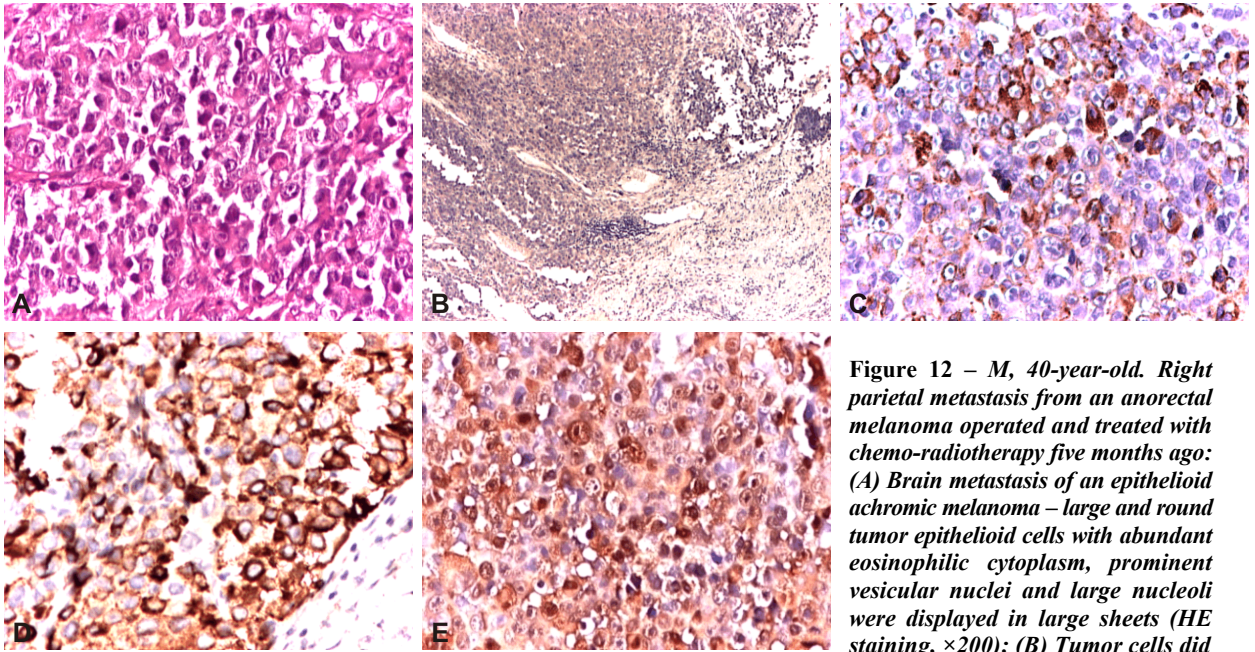 A
B
C
D
E
Figure 12 – M, 40-year-old. Right
parietal metastasis from an anorectal
melanoma operated and treated with
chemo-radiotherapy five months ago:
(A) Brain metastasis of an epithelioid
achromic melanoma – large and round
tumor epithelioid cells with abundant
eosinophilic cytoplasm, prominent
vesicular nuclei and large nucleoli
were displayed in large sheets (HE
staining, ×200); (B) Tumor cells did